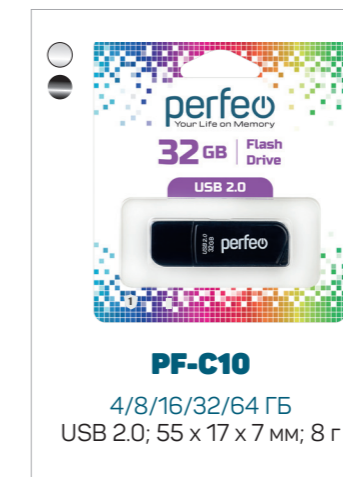 perfeo
Your Life on Memory
32 GB
Flash
Drive
USB 2.0
USB 2.0
32GB
perfeo
1
PF-C10
4/8/16/32/64 ГБ
USB 2.0; 55 x 17 x 7 мм; 8 г